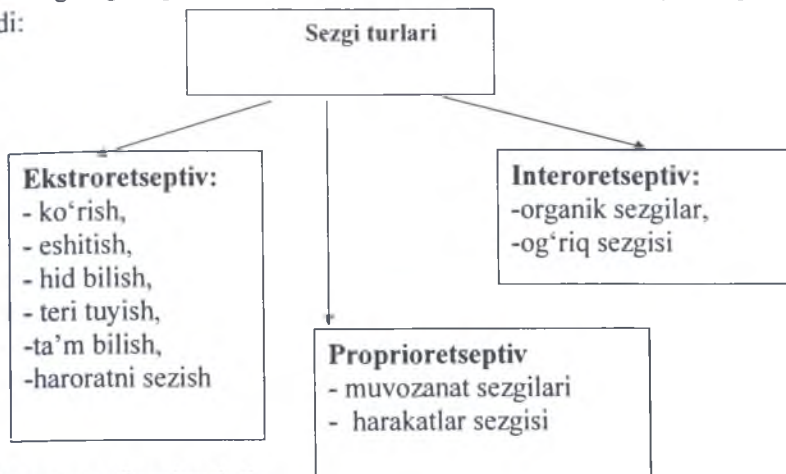 di:
Sezgi turlari
Ekstroretseptiv:
- ko‘rish,
- eshitish,
- hid bilish,
- teri tuyish,
-ta’m bilish,
-haroratni sezish
Interoretseptiv:
-organik sezgilar,
-og‘riq sezgisi
Proprioretseptiv
- muvozanat sezgilari
- harakatlar sezgisi